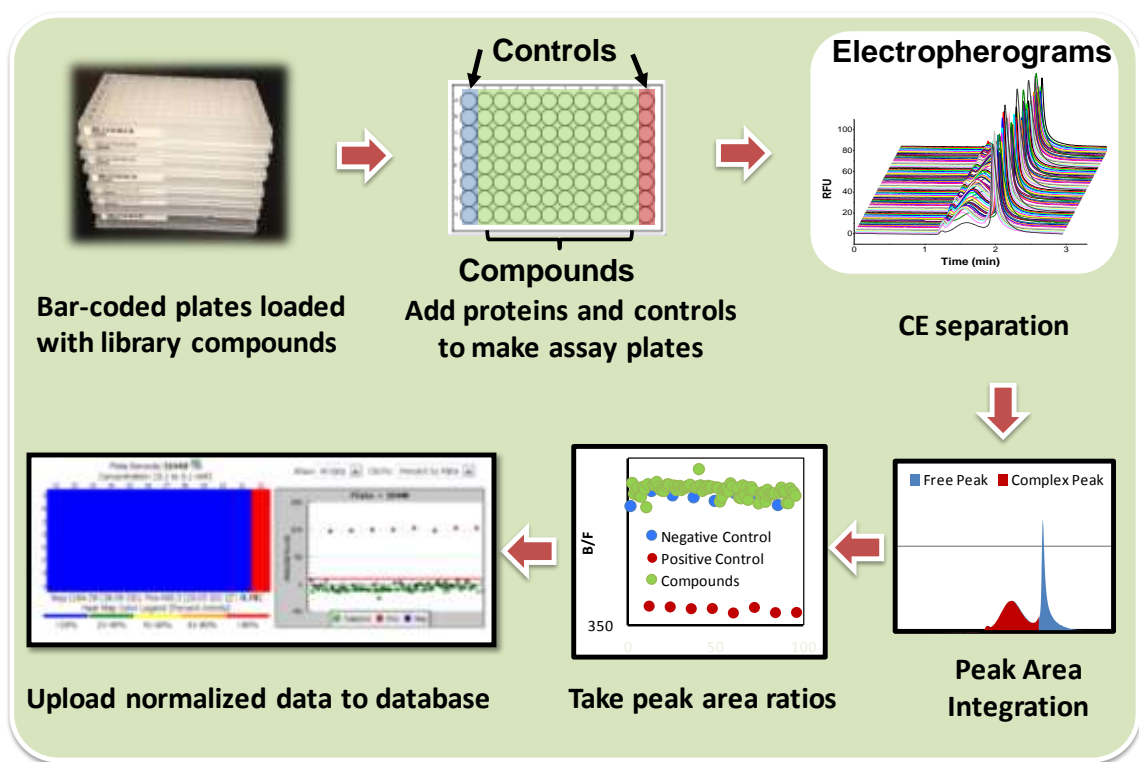 Controls
Compounds
Electropherograms
RFU
100
80
60
40
20
0
0 1 2 3
Time (min)
Bar-coded plates loaded
with library compounds
Add proteins and controls
to make assay plates
CE separation
Free Peak Complex Peak
Peak Area
Integration
B/F
Negative Control
Positive Control
Compounds
350
0 50 100
Take peak area ratios
Upload normalized data to database